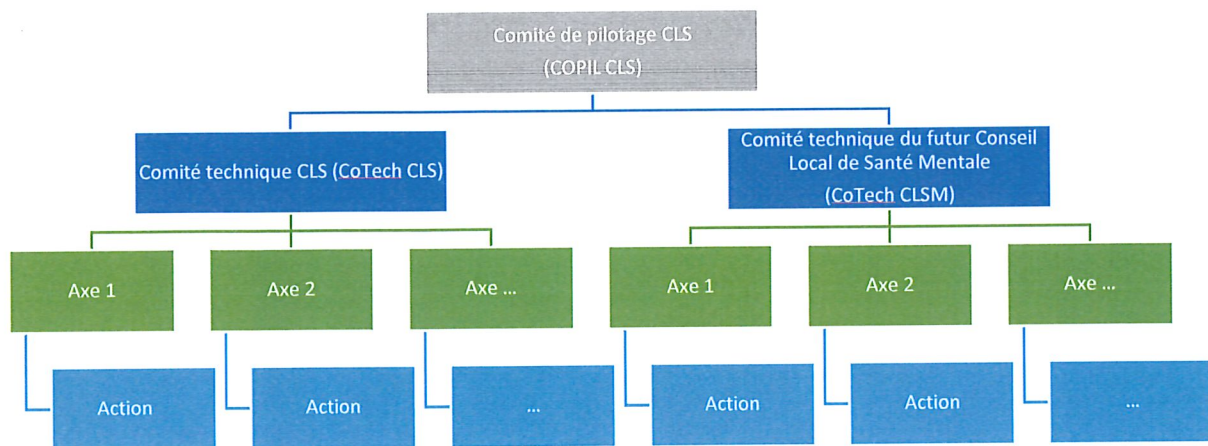 Comité de pilotage CLS
(COPIL CLS)
Comité technique CLS (CoTech CLS)
Comité technique du futur Conseil
Local de Santé Mentale
(CoTech CLSM)
Axe 1
Axe 2
Axe ...
Axe 1
Axe 2
Axe ...
Action
Action
...
Action
Action
...